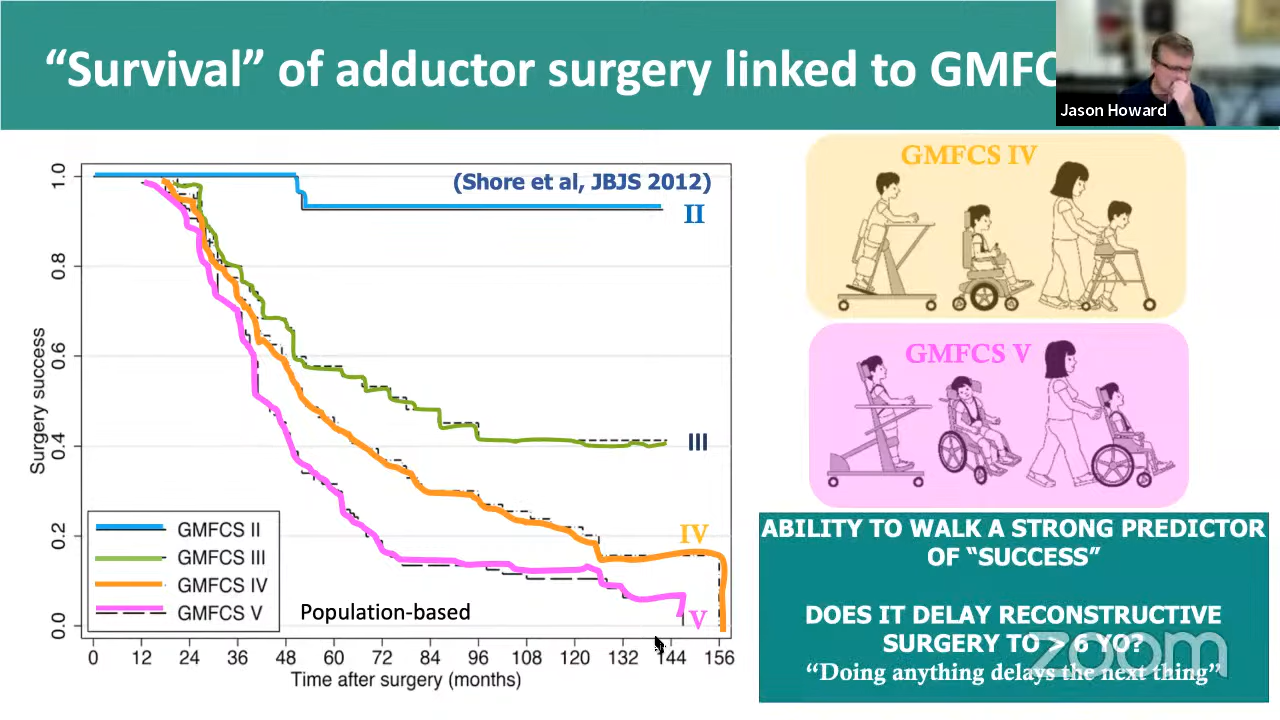 “Survival” of adductor surgery linked to GMFC
Jason Howard
(Shore et al, JBJS 2012)
Surgery success
1.0
0.8
0.6
0.4
0.2
0.0
II
III
IV
V
GMFCS II
GMFCS III
GMFCS IV
GMFCS V
Population-based
0 12 24 36 48 60 72 84 96 108 120 132 144 156
Time after surgery (months)
GMFCS IV
GMFCS V
ABILITY TO WALK A STRONG PREDICTOR
OF “SUCCESS”
DOES IT DELAY RECONSTRUCTIVE
SURGERY TO > 6 YO?
“Doing anything delays the next thing”
zoom